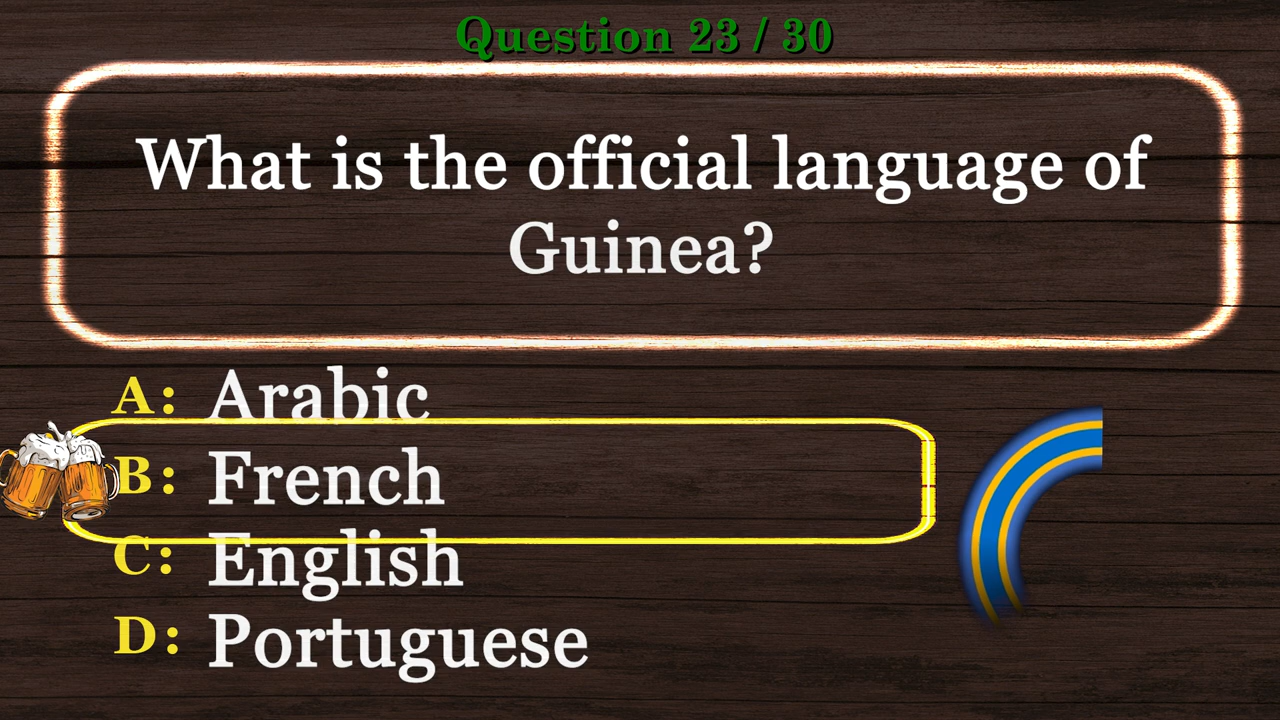 Question 23 / 30
What is the official language of
Guinea?
A: Arabic
B: French
C: English
D: Portuguese